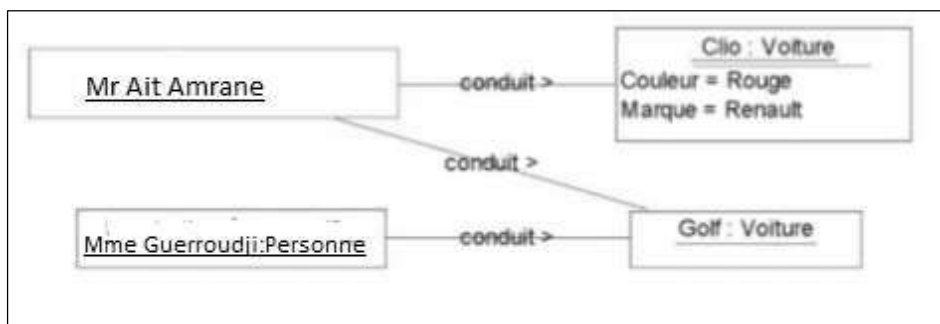 Mr Ait Amrane
conduit >
Clio : Voiture
Couleur = Rouge
Marque = Renault
conduit >
Mme Guerroudji:Personne
conduit >
Golf : Voiture